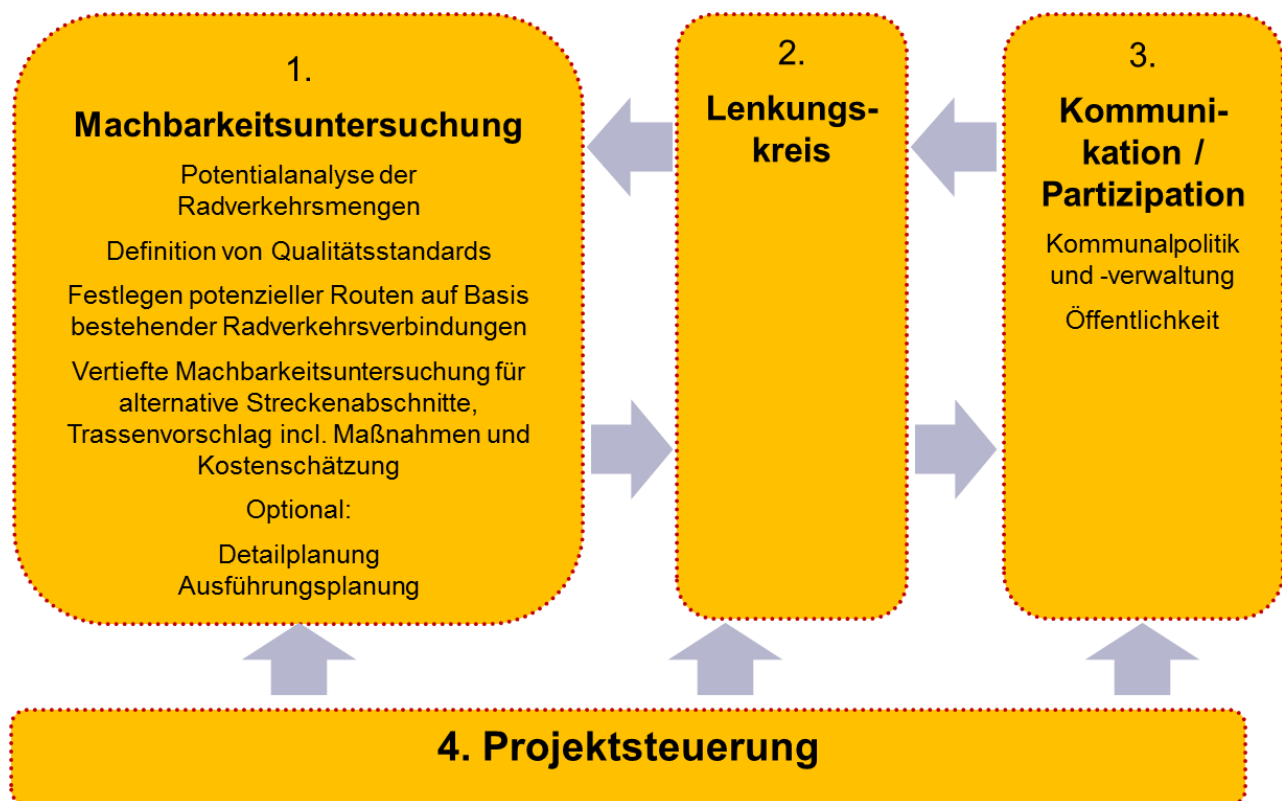 1.
Machbarkeitsuntersuchung
Potentialanalyse der
Radverkehrsmengen
Definition von Qualitätsstandards
Festlegen potenzieller Routen auf Basis
bestehender Radverkehrsverbindungen
Vertiefte Machbarkeitsuntersuchung für
alternative Streckenabschnitte,
Trassenvorschlag incl. Maßnahmen und
Kostenschätzung
Optional:
Detailplanung
Ausführungsplanung
2.
Lenkungs-
kreis
3.
Kommuni-
kation /
Partizipation
Kommunalpolitik
und -verwaltung
Öffentlichkeit
4. Projektsteuerung